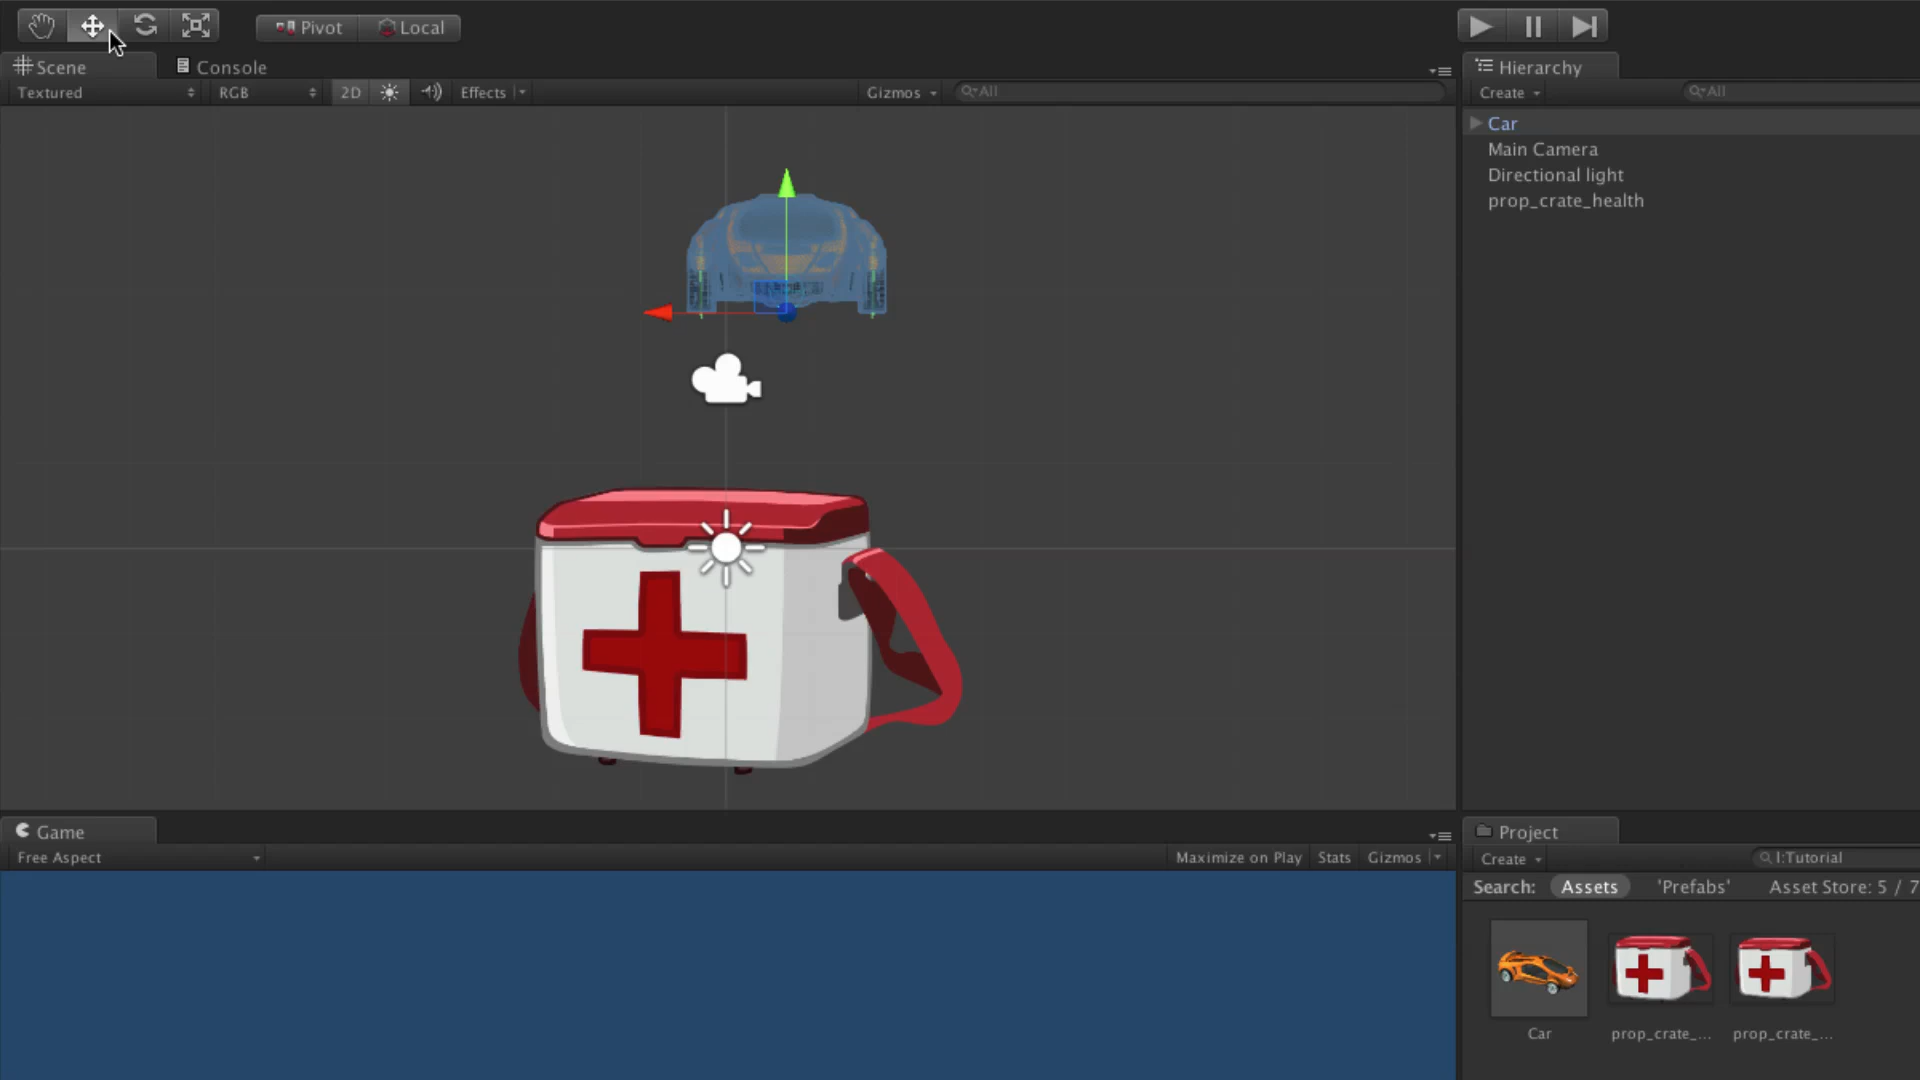 Pivot Local
Scene Console
Textured RGB 2D Effects Gizmos All
Game
Free Aspect Maximize on Play Stats Gizmos
Hierarchy
Create All
Car
Main Camera
Directional light
prop_crate_health
Project
Create l:Tutorial
Search: Assets 'Prefabs' Asset Store: 5 / 7
Car prop_crate_... prop_crate_...